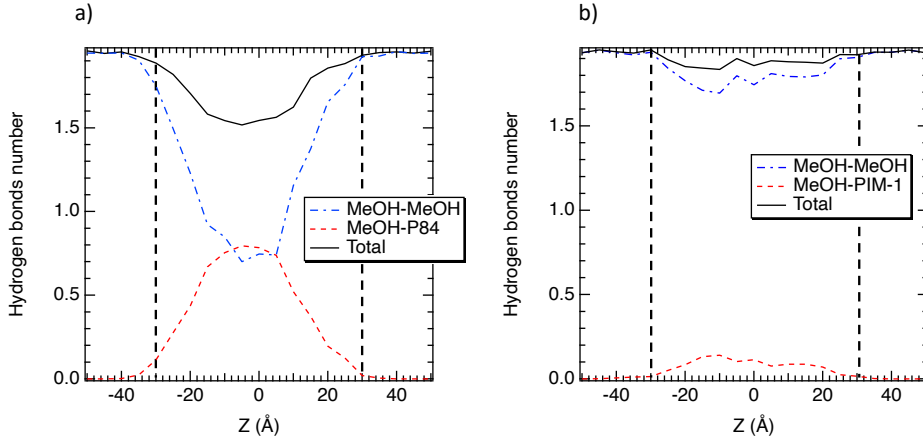 a)
Hydrogen bonds number
1.5
1.0
0.5
0.0
-40 -20 0 20 40
Z (Å)
MeOH-MeOH
MeOH-P84
Total
b)
Hydrogen bonds number
1.5
1.0
0.5
0.0
-40 -20 0 20 40
Z (Å)
MeOH-MeOH
MeOH-PIM-1
Total